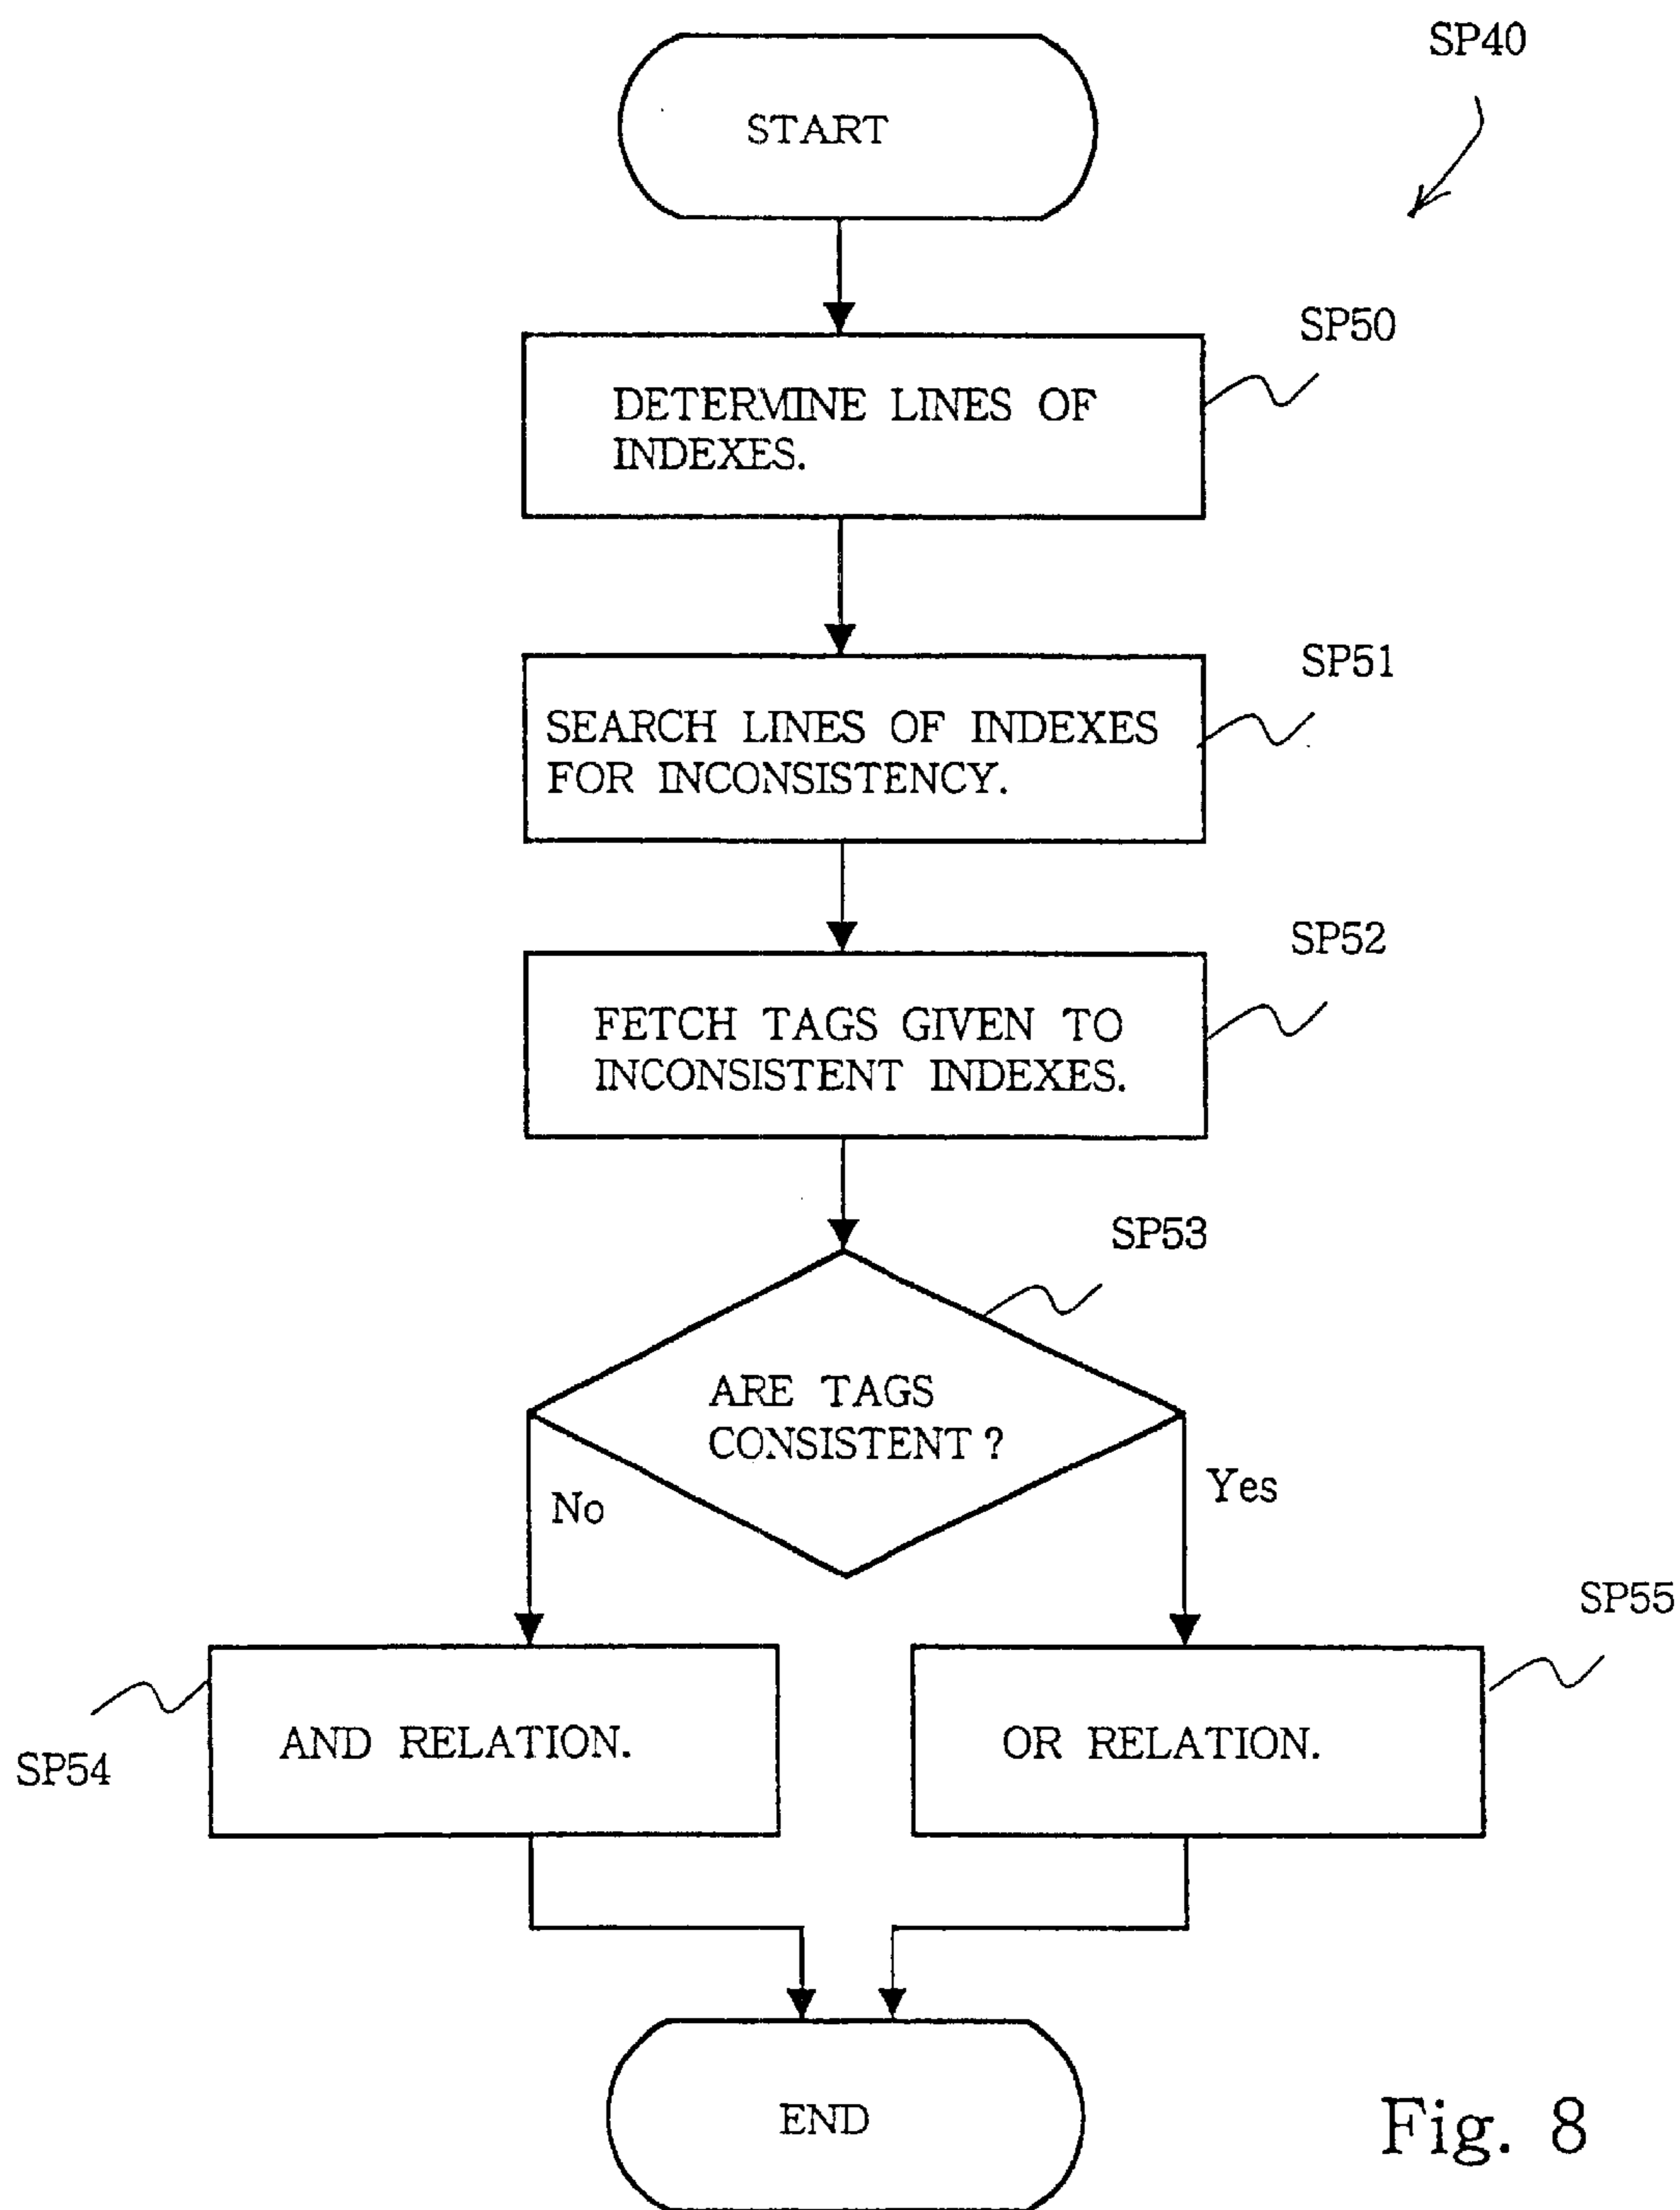 SP40
START
SP50
DETERMINE LINES OF
INDEXES.
SP51
SEARCH LINES OF INDEXES
FOR INCONSISTENCY.
SP52
FETCH TAGS GIVEN TO
INCONSISTENT INDEXES.
SP53
ARE TAGS
CONSISTENT ?
No
Yes
SP55
SP54
AND RELATION.
OR RELATION.
END
Fig. 8